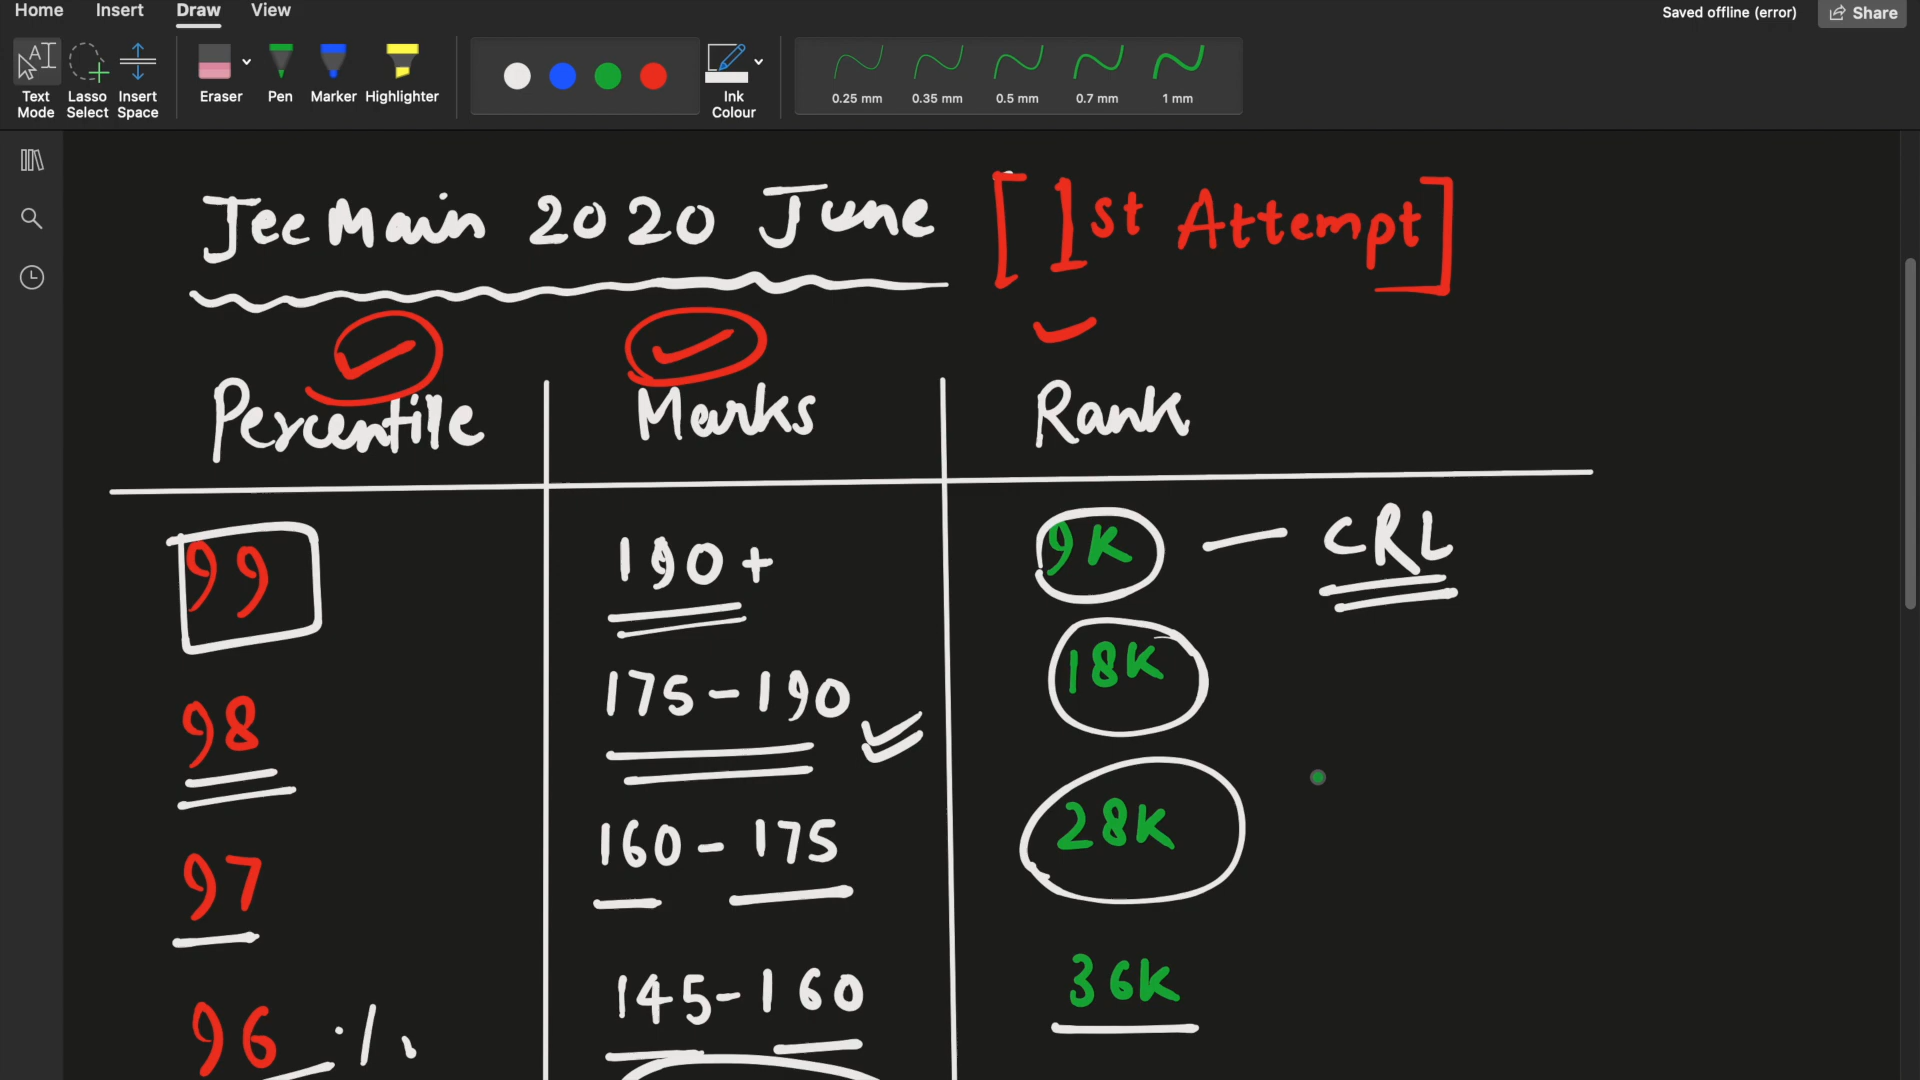 Home Insert Draw View
Saved offline (error) Share
Text Mode Lasso Select Insert Space Eraser Pen Marker Highlighter Ink Colour 0.25 mm 0.35 mm 0.5 mm 0.7 mm 1 mm
Jee Main 2020 June [1st Attempt]
Percentile Marks Rank
99 190+ 9K — CRL
98 175-190 18K
97 160-175 28K
96 %. 145-160 36K